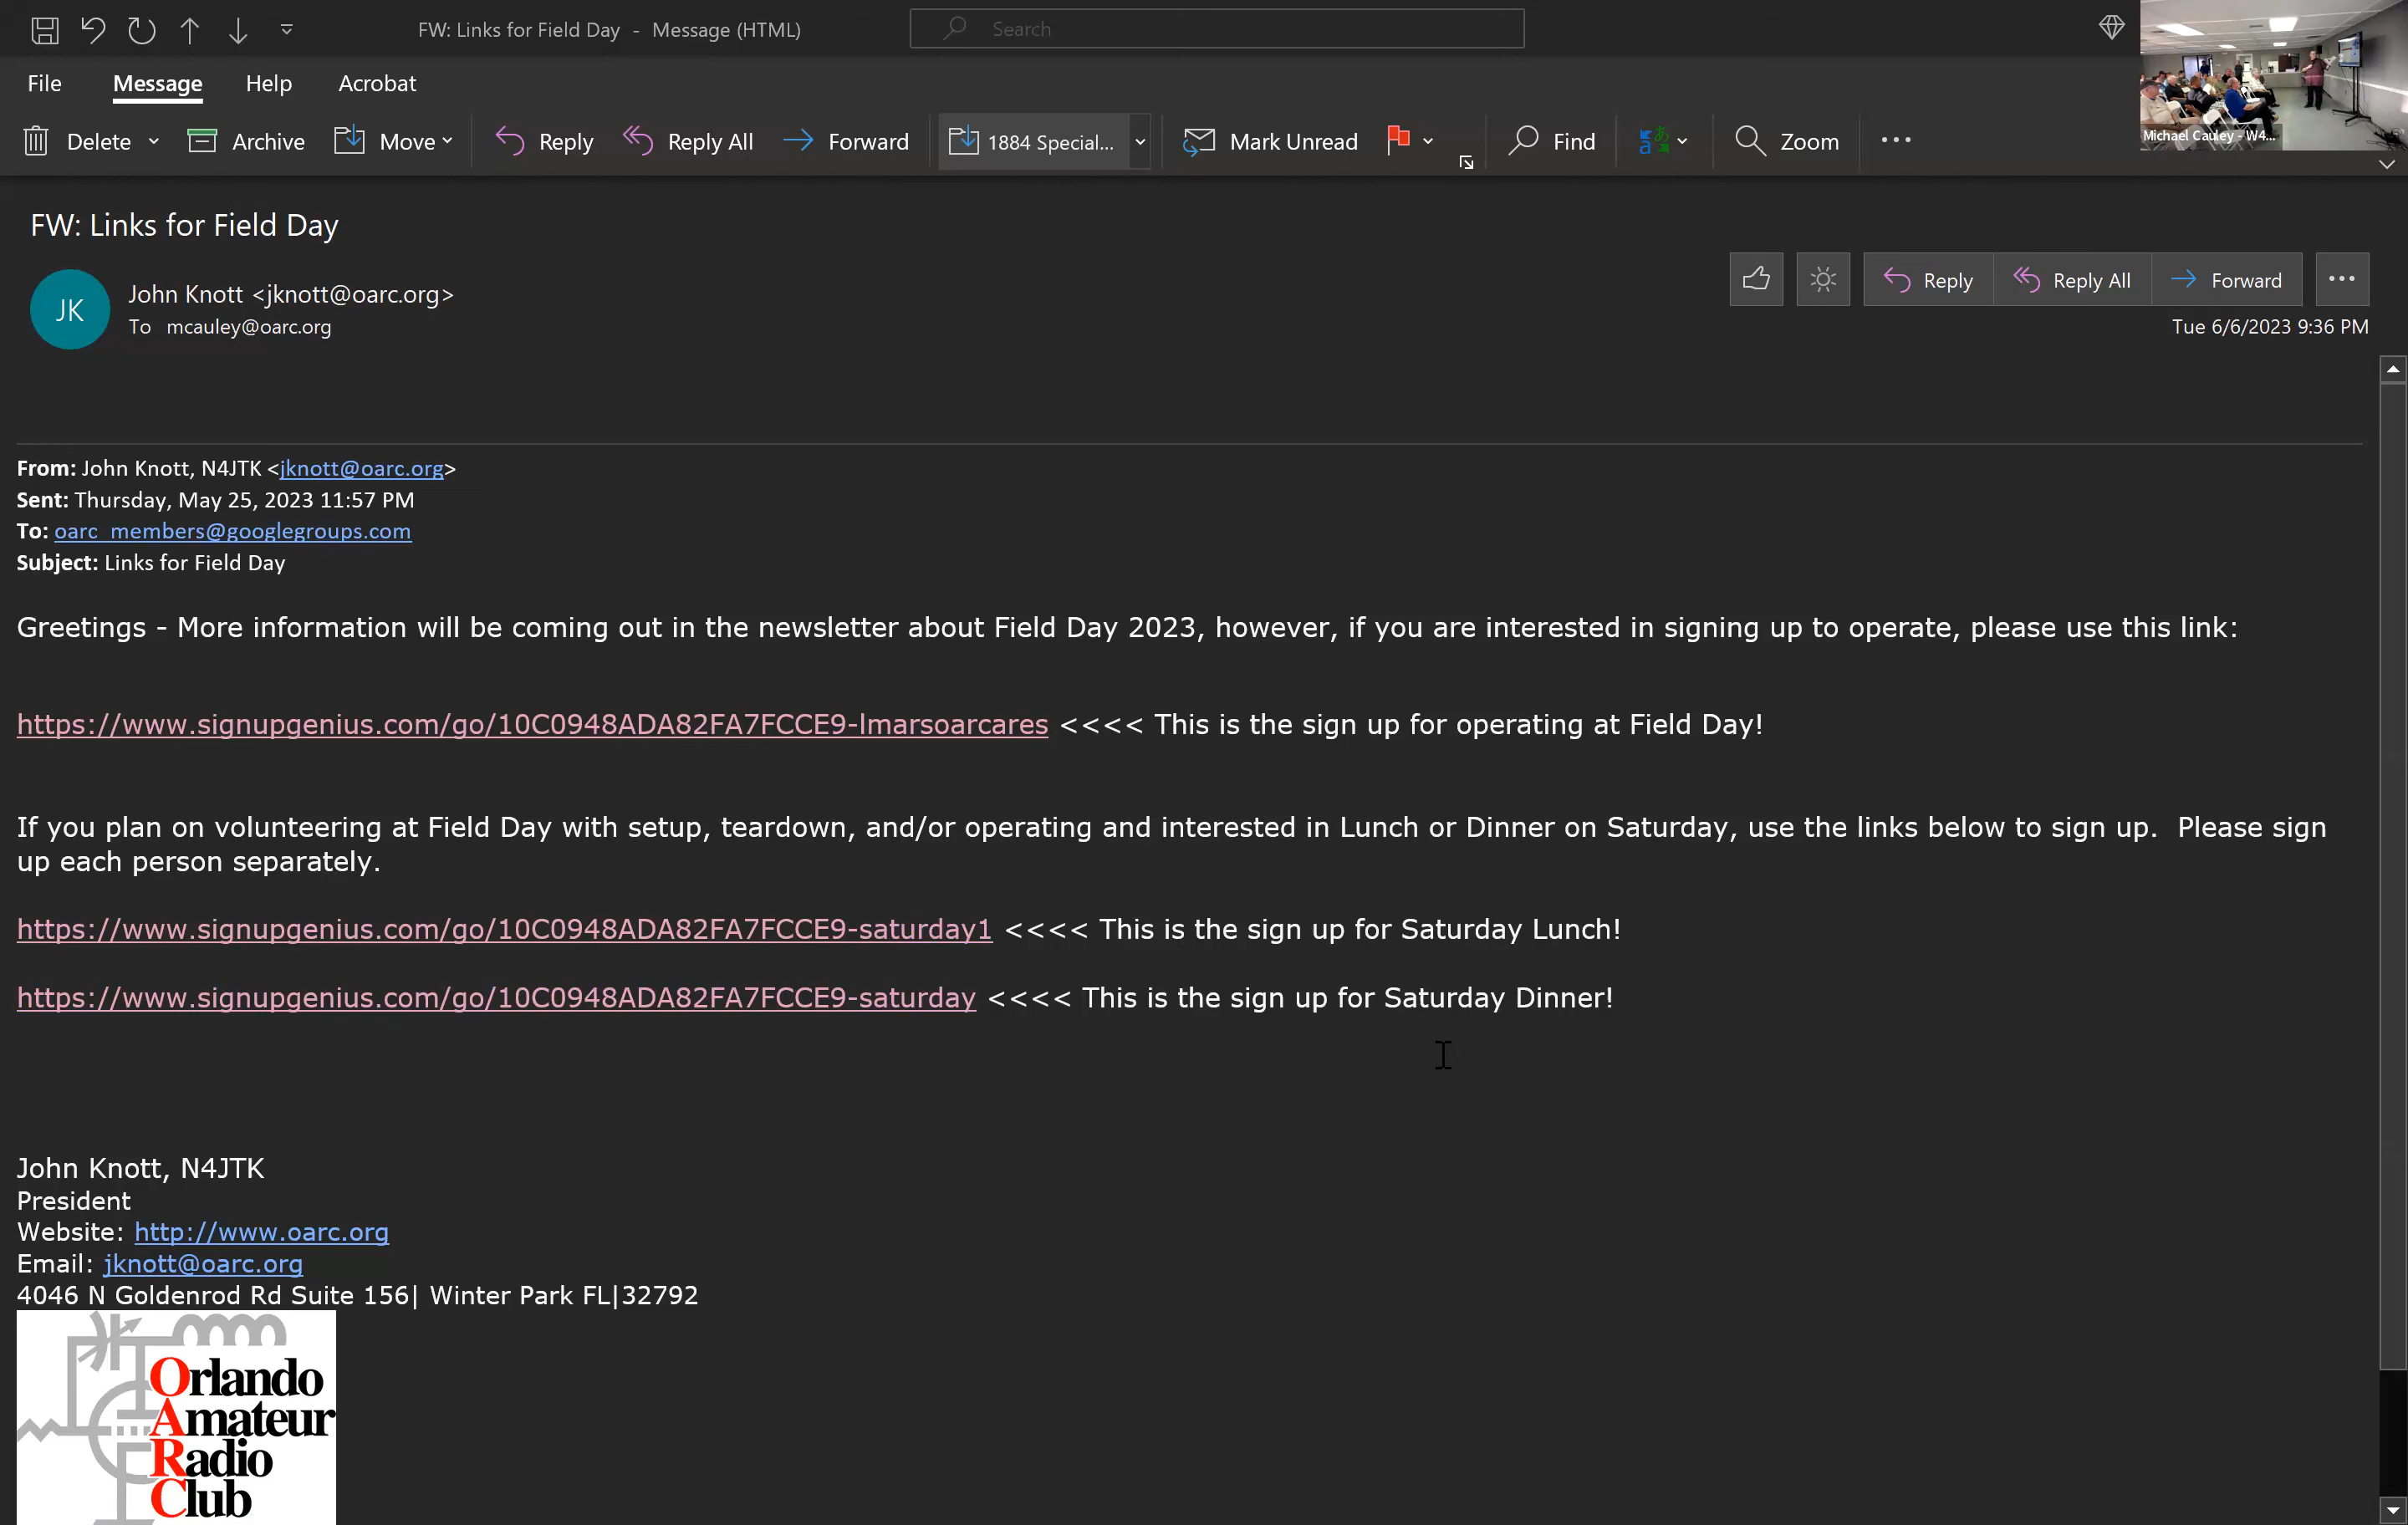 FW: Links for Field Day - Message (HTML)
Search
File Message Help Acrobat
Delete Archive Move Reply Reply All Forward 1884 Special... Mark Unread Find Zoom
Michael Cauley - W4...
FW: Links for Field Day
JK
John Knott <jknott@oarc.org>
To mcauley@oarc.org
Reply Reply All Forward
Tue 6/6/2023 9:36 PM
From: John Knott, N4JTK <jknott@oarc.org>
Sent: Thursday, May 25, 2023 11:57 PM
To: oarc_members@googlegroups.com
Subject: Links for Field Day
Greetings - More information will be coming out in the newsletter about Field Day 2023, however, if you are interested in signing up to operate, please use this link:
https://www.signupgenius.com/go/10C0948ADA82FA7FCCE9-lmarsoarcares <<<< This is the sign up for operating at Field Day!
If you plan on volunteering at Field Day with setup, teardown, and/or operating and interested in Lunch or Dinner on Saturday, use the links below to sign up. Please sign
up each person separately.
https://www.signupgenius.com/go/10C0948ADA82FA7FCCE9-saturday1 <<<< This is the sign up for Saturday Lunch!
https://www.signupgenius.com/go/10C0948ADA82FA7FCCE9-saturday <<<< This is the sign up for Saturday Dinner!
John Knott, N4JTK
President
Website: http://www.oarc.org
Email: jknott@oarc.org
4046 N Goldenrod Rd Suite 156| Winter Park FL|32792
Orlando
Amateur
Radio
Club